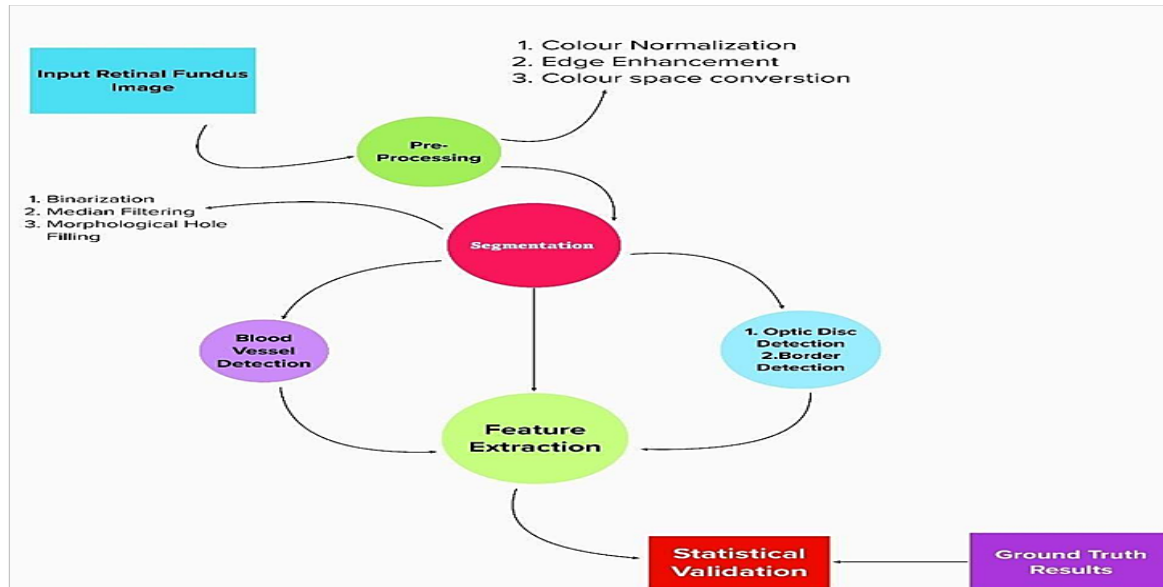 Input Retinal Fundus
Image
1. Colour Normalization
2. Edge Enhancement
3. Colour space converstion
Pre-
Processing
1. Binarization
2. Median Filtering
3. Morphological Hole
Filling
Segmentation
Blood
Vessel
Detection
1. Optic Disc
Detection
2.Border
Detection
Feature
Extraction
Statistical
Validation
Ground Truth
Results